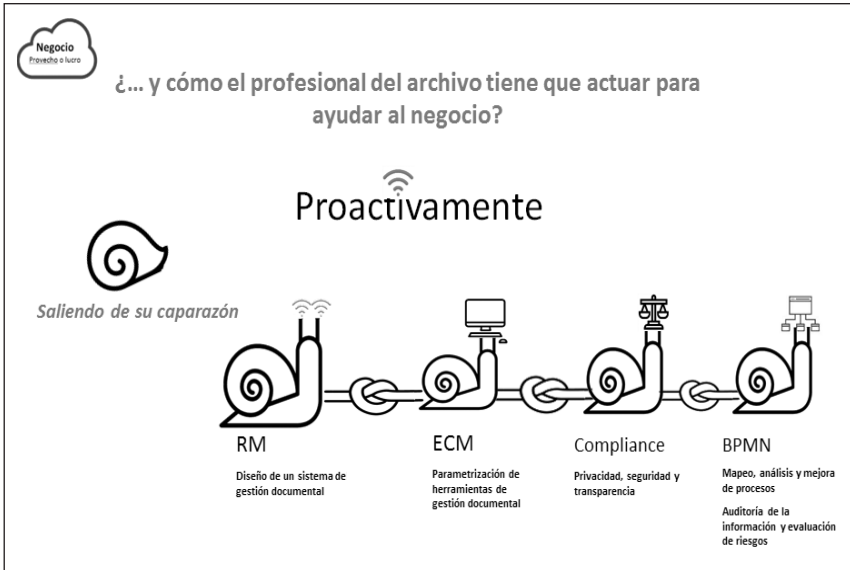 Negocio
Provecho o lucro
¿... y cómo el profesional del archivo tiene que actuar para
ayudar al negocio?
Proactivamente
Saliendo de su caparazón
RM
Diseño de un sistema de
gestión documental
ECM
Parametrización de
herramientas de
gestión documental
Compliance
Privacidad, seguridad y
transparencia
BPMN
Mapeo, análisis y mejora
de procesos
Auditoría de la
información y evaluación
de riesgos